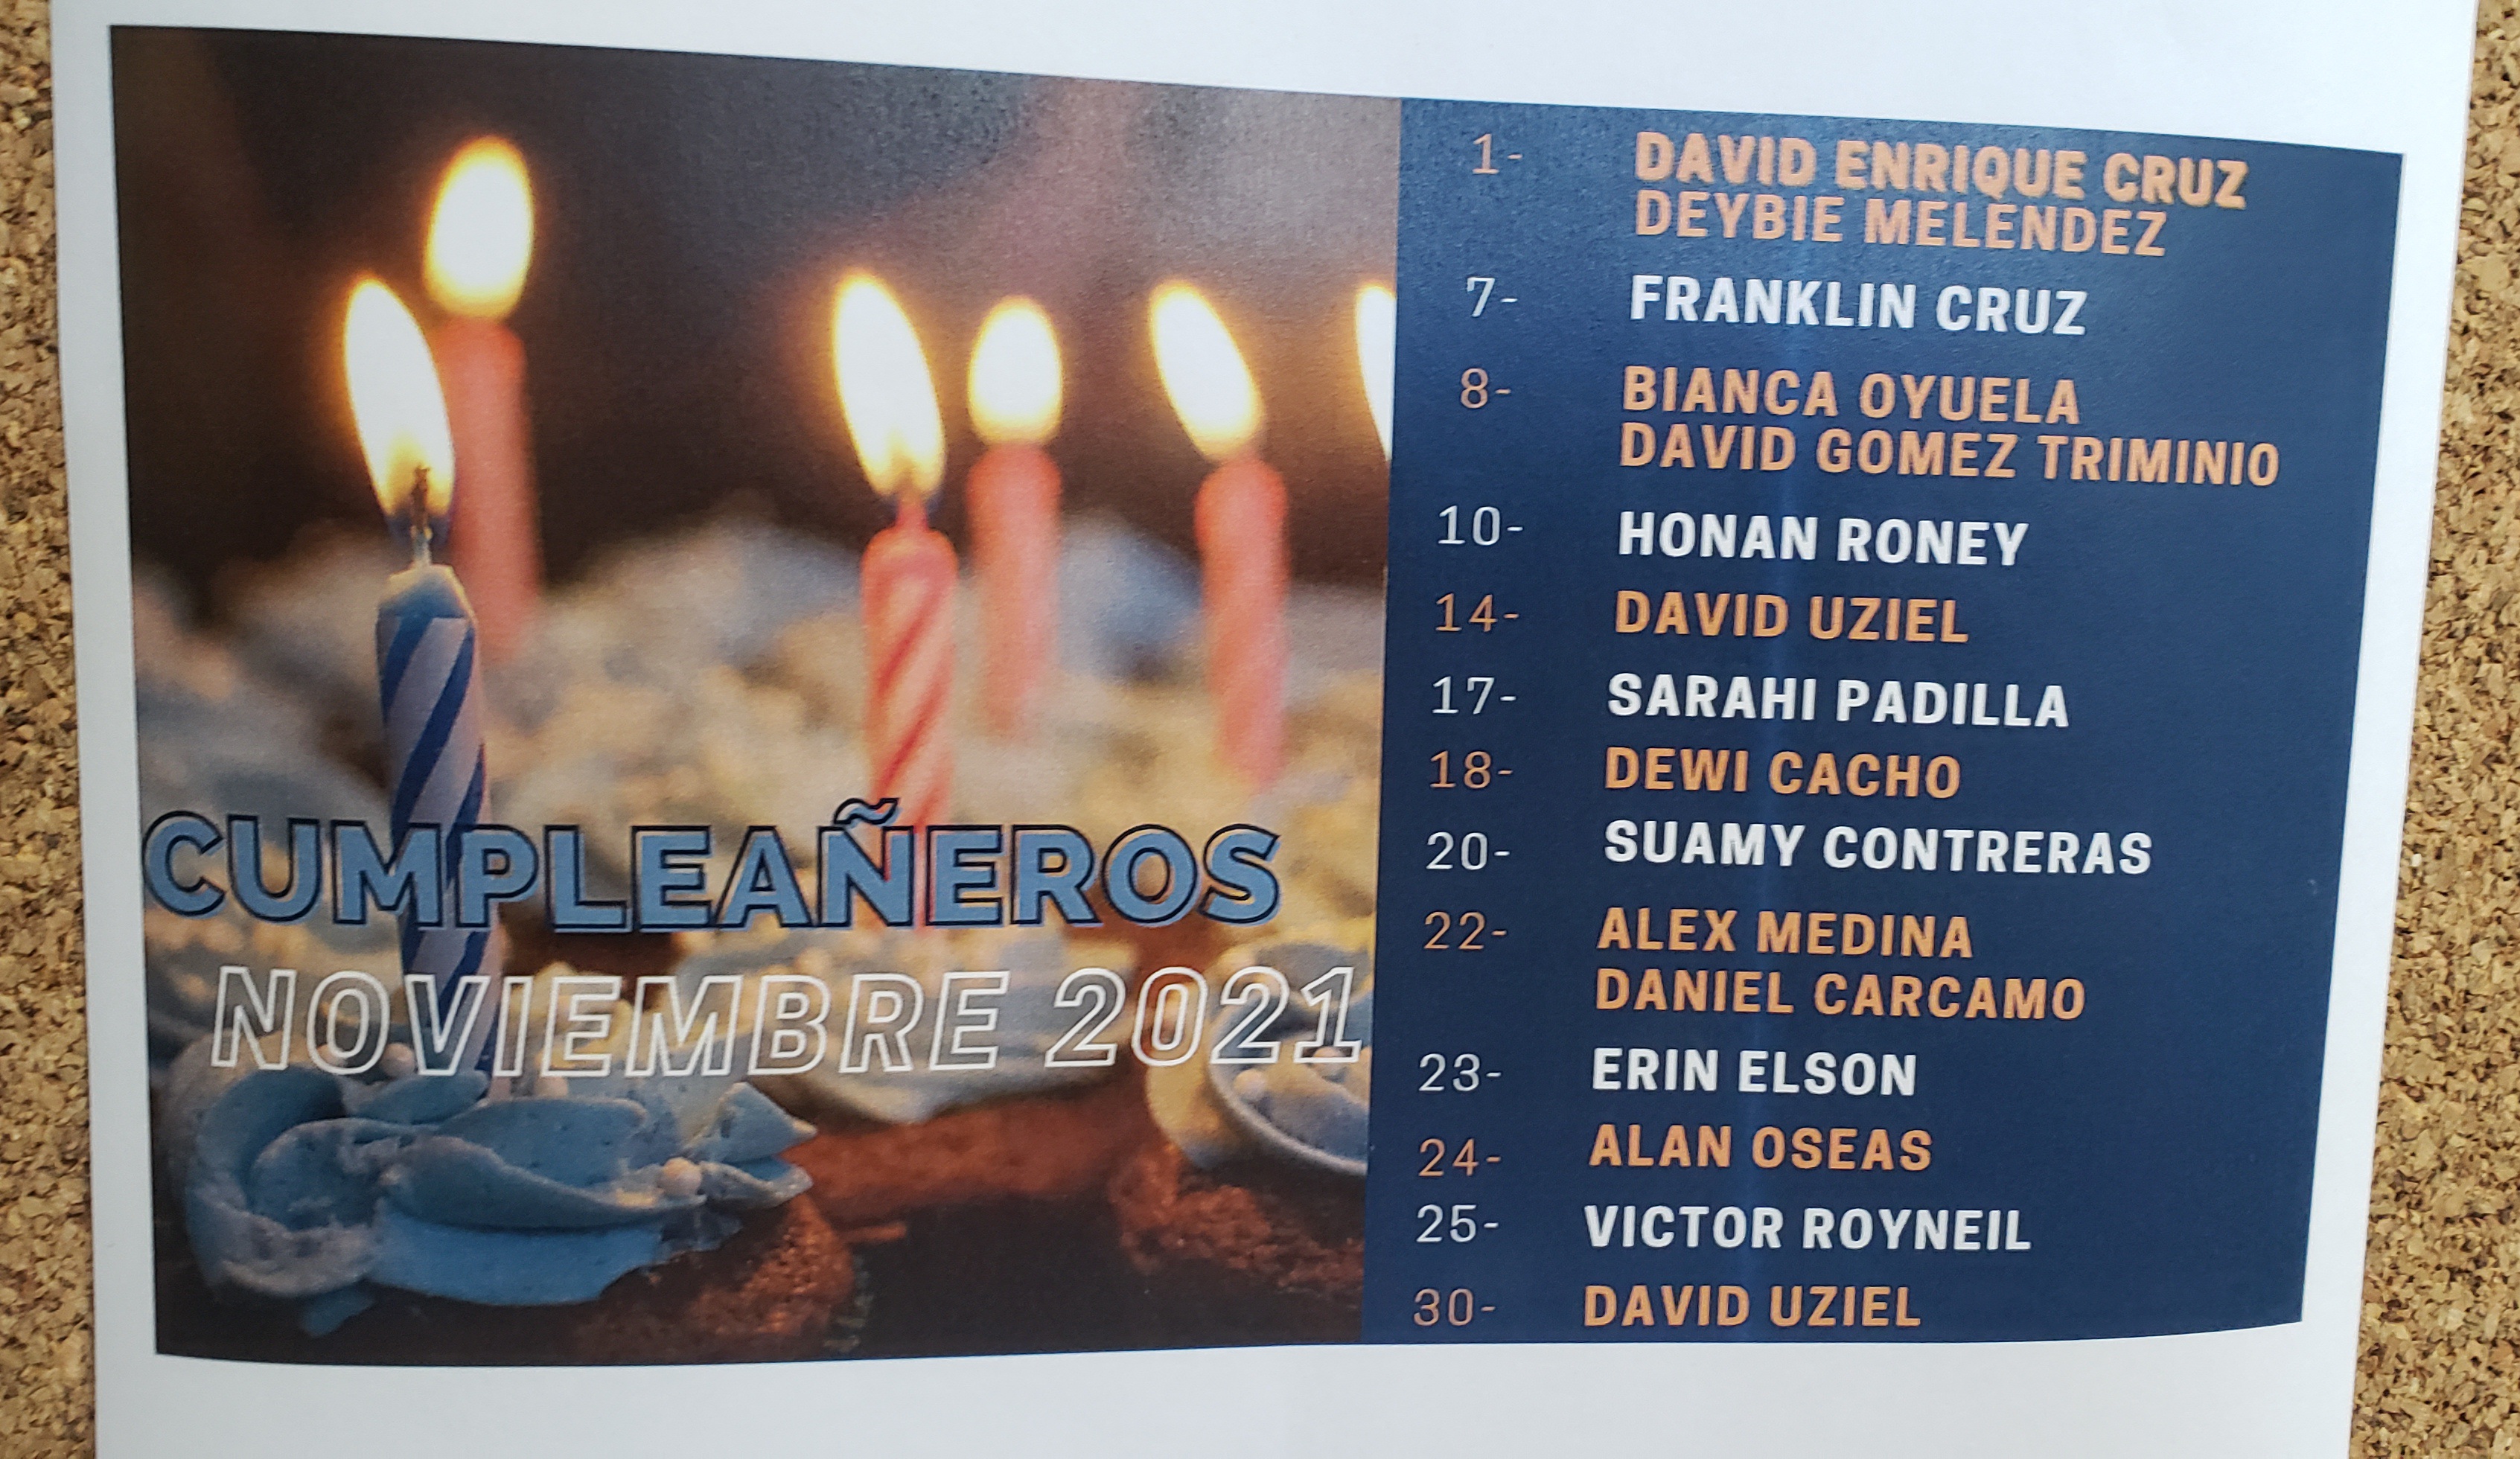 CUMPLEAÑEROS
NOVIEMBRE 2021
1- DAVID ENRIQUE CRUZ
DEYBIE MELENDEZ
7- FRANKLIN CRUZ
8- BIANCA OYUELA
DAVID GOMEZ TRIMINIO
10- HONAN RONEY
14- DAVID UZIEL
17- SARAHI PADILLA
18- DEWI CACHO
20- SUAMY CONTRERAS
22- ALEX MEDINA
DANIEL CARCAMO
23- ERIN ELSON
24- ALAN OSEAS
25- VICTOR ROYNEIL
30- DAVID UZIEL